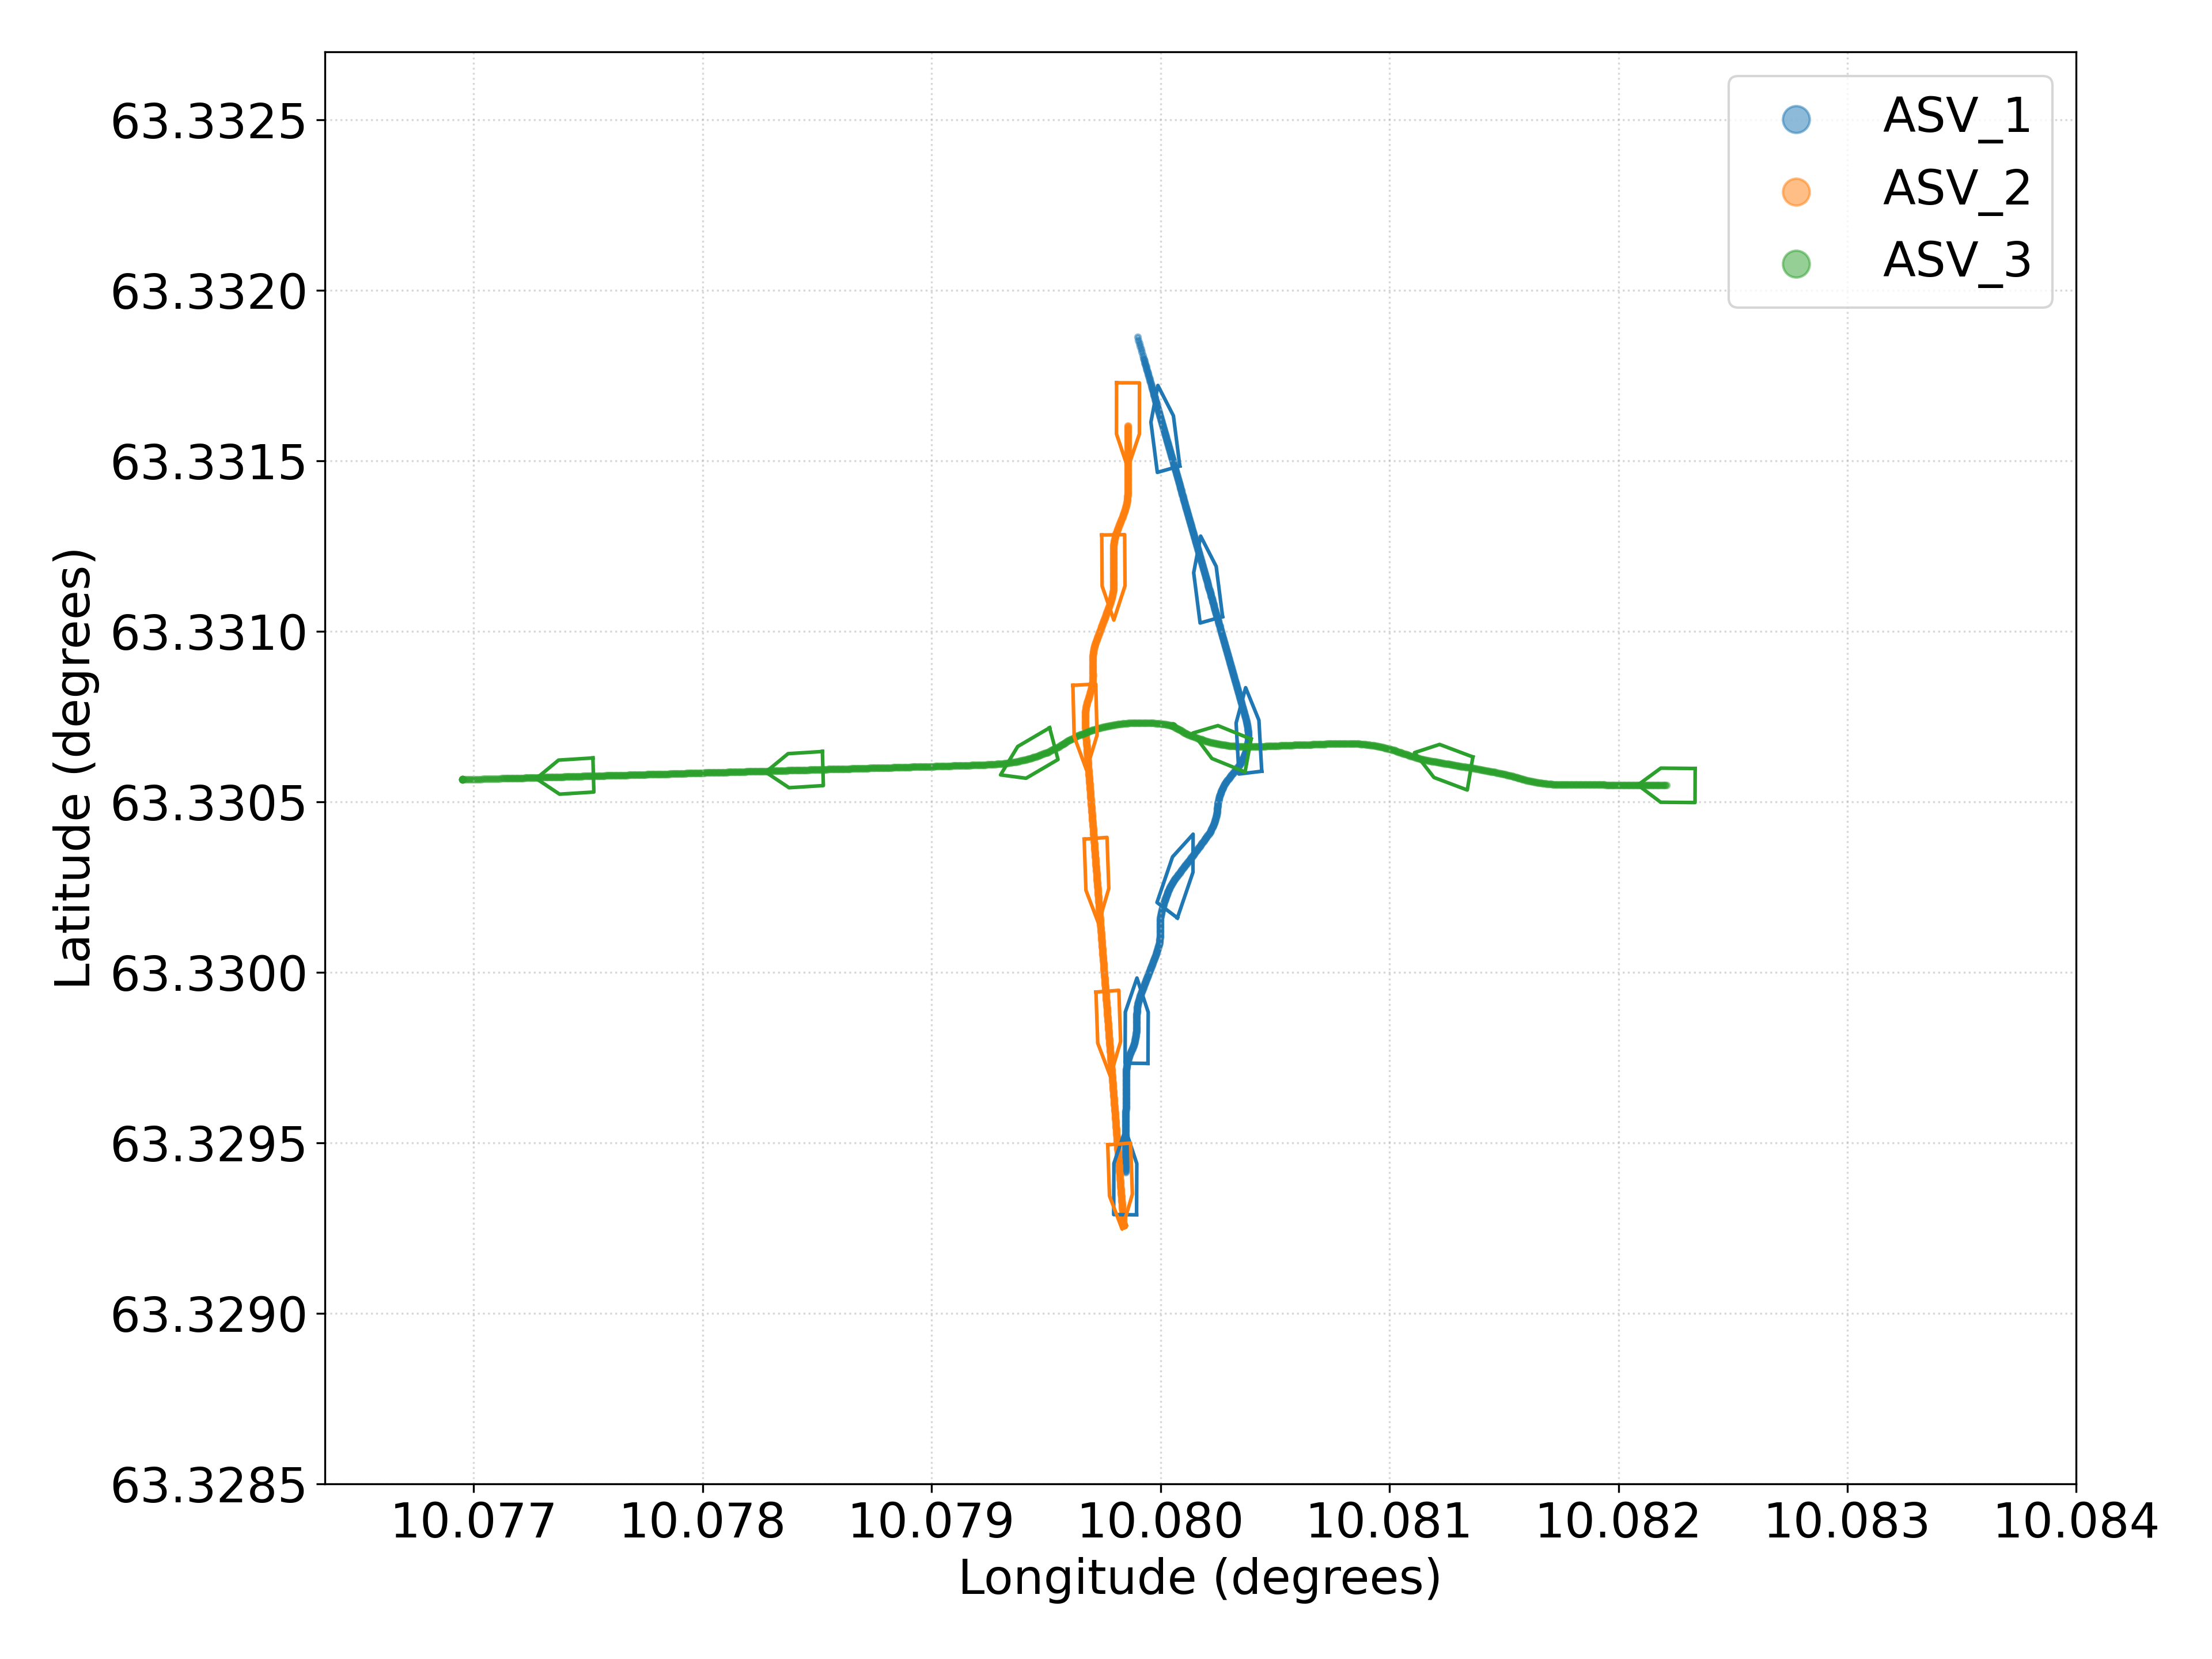 ASV_1
ASV_2
ASV_3
63.3325
63.3320
63.3315
63.3310
63.3305
63.3300
63.3295
63.3290
63.3285
Latitude (degrees)
10.077 10.078 10.079 10.080 10.081 10.082 10.083 10.084
Longitude (degrees)